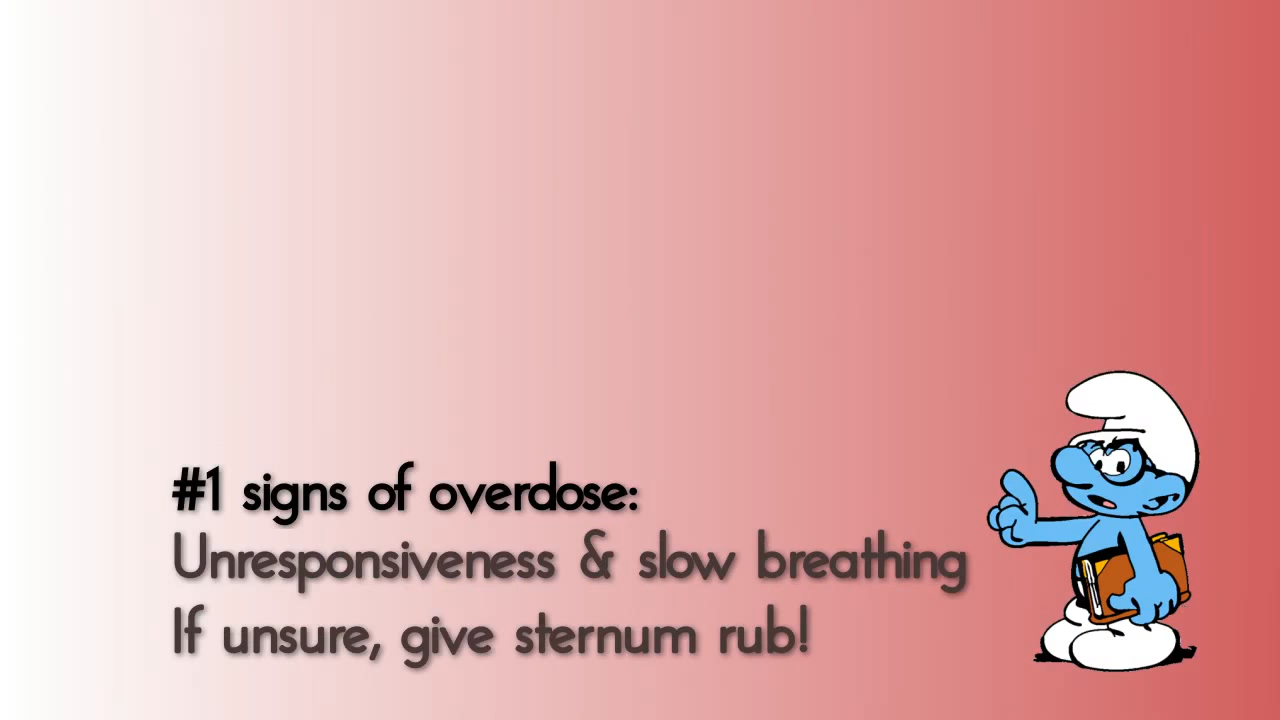 #1 signs of overdose:
Unresponsiveness & slow breathing
If unsure, give sternum rub!